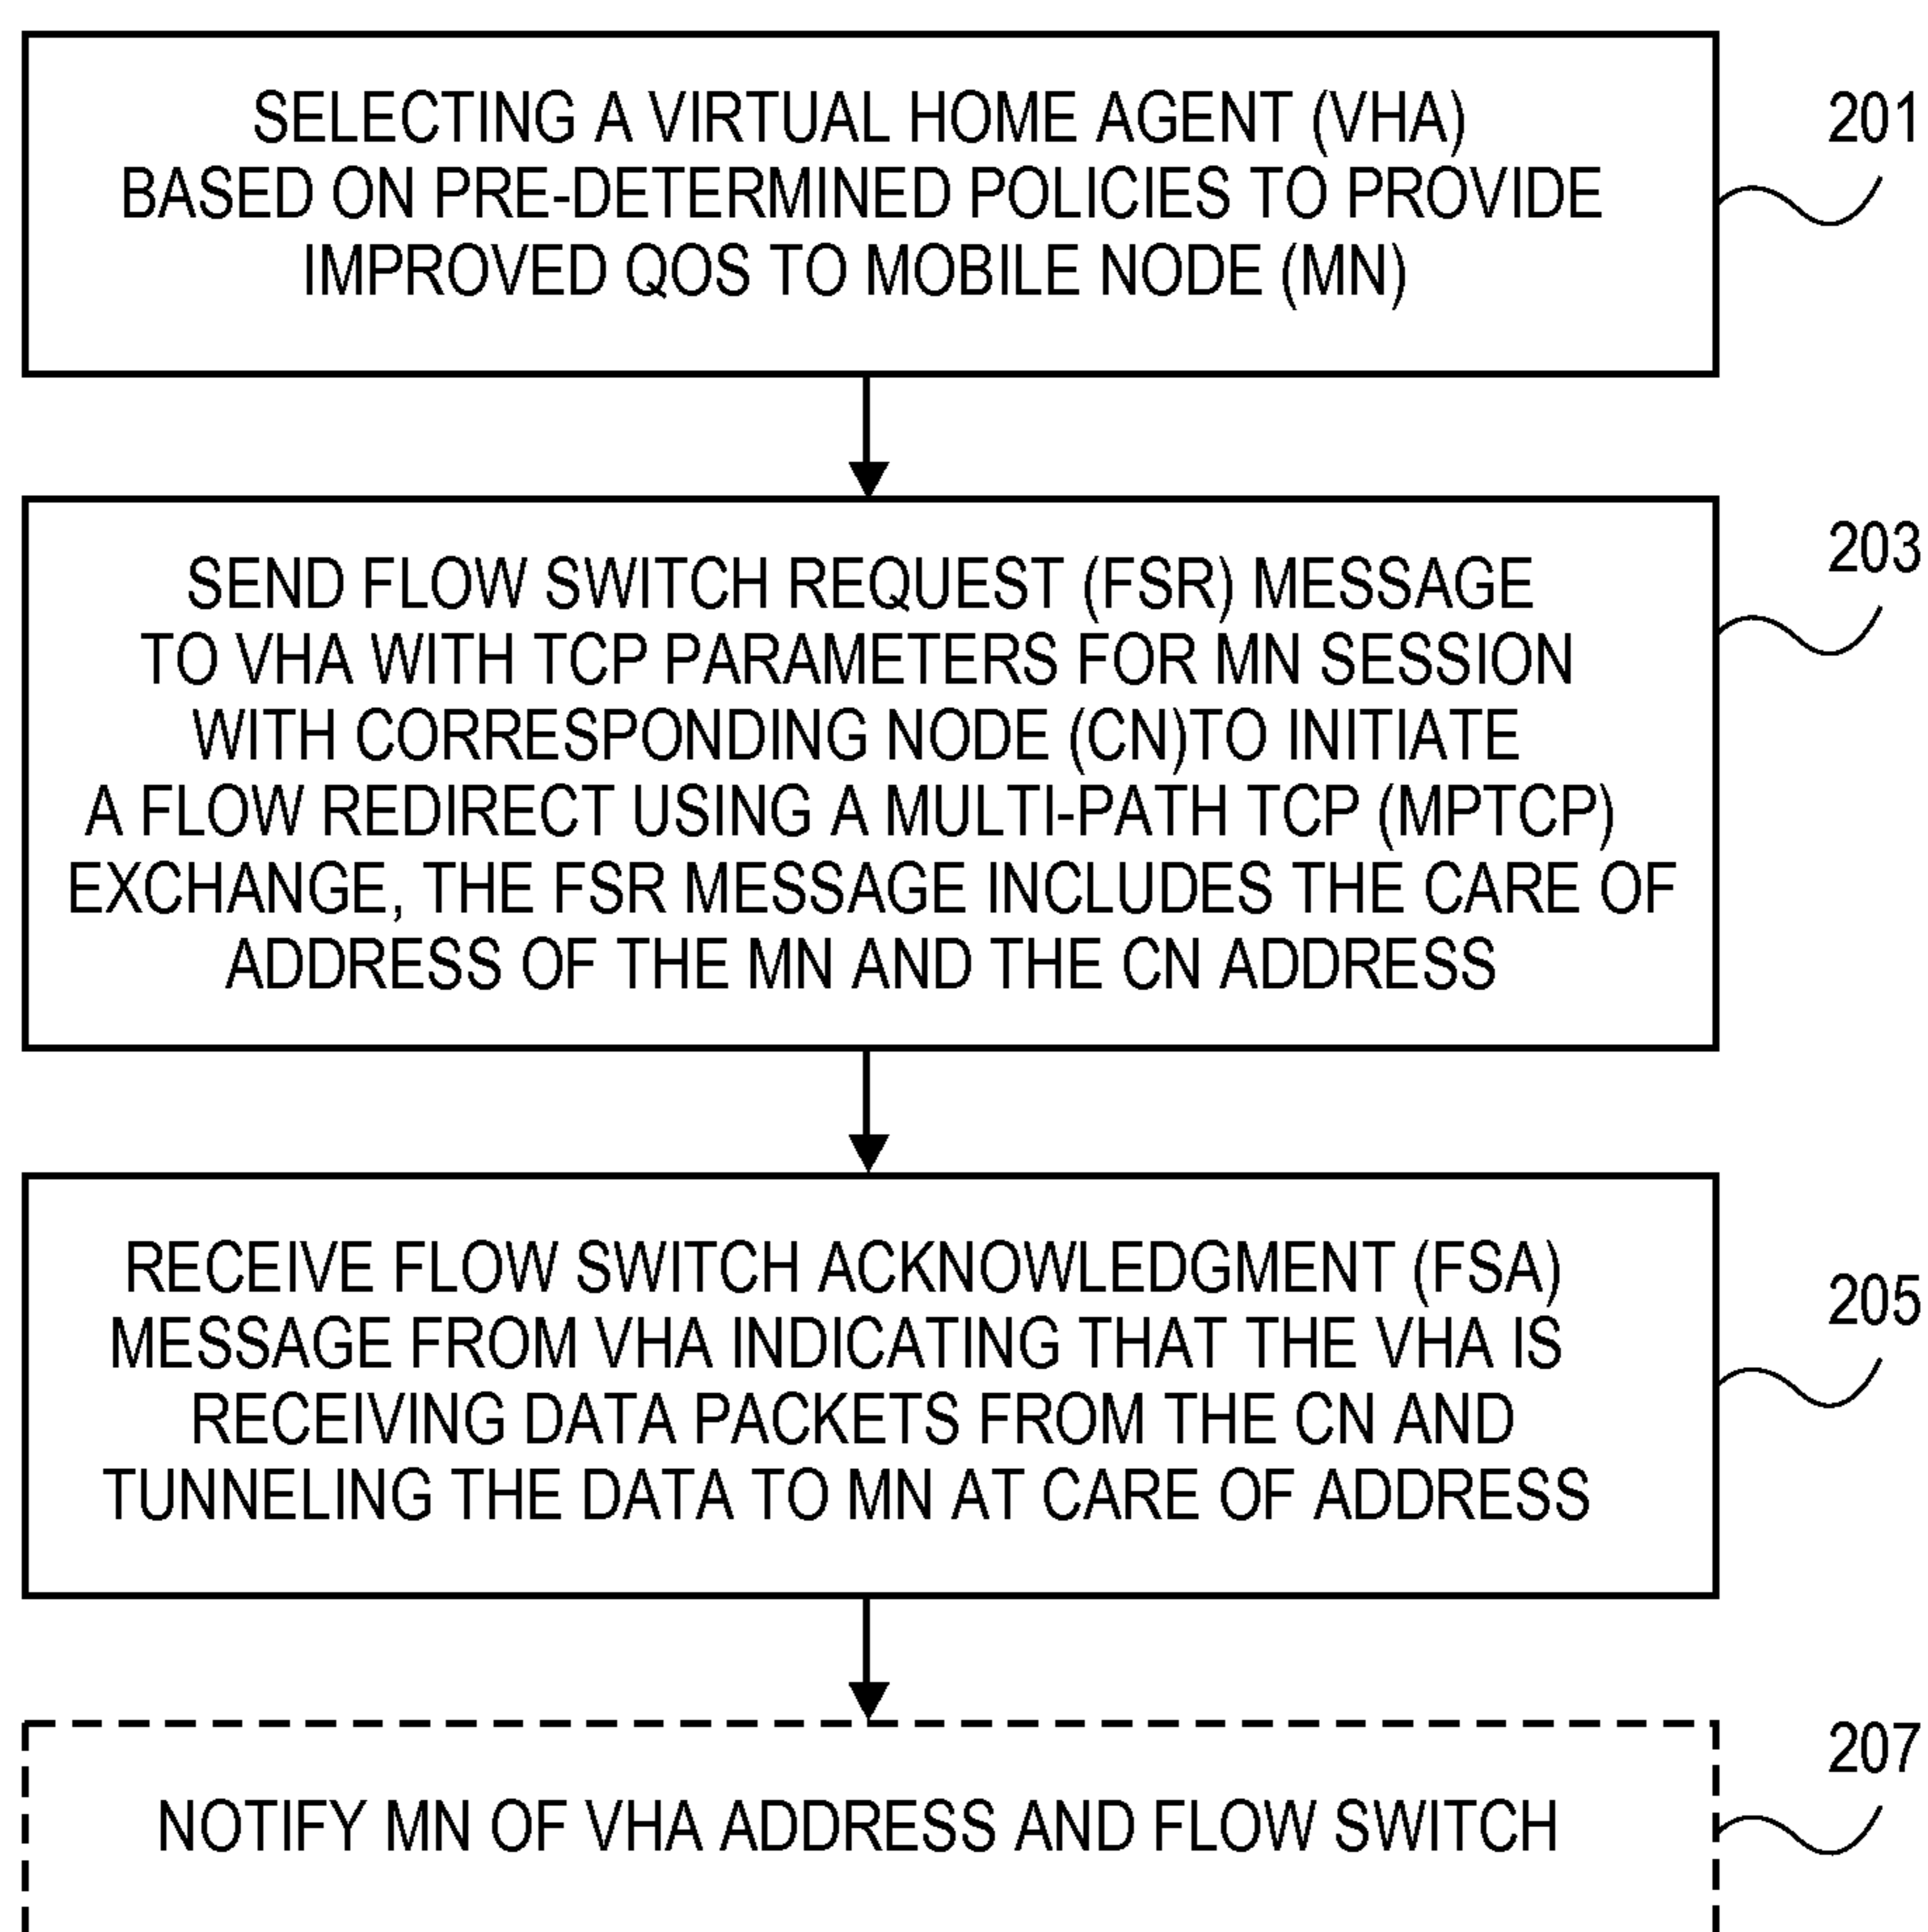 SELECTING A VIRTUAL HOME AGENT (VHA)
BASED ON PRE-DETERMINED POLICIES TO PROVIDE
IMPROVED QOS TO MOBILE NODE (MN)
201
SEND FLOW SWITCH REQUEST (FSR) MESSAGE
TO VHA WITH TCP PARAMETERS FOR MN SESSION
WITH CORRESPONDING NODE (CN)TO INITIATE
A FLOW REDIRECT USING A MULTI-PATH TCP (MPTCP)
EXCHANGE, THE FSR MESSAGE INCLUDES THE CARE OF
ADDRESS OF THE MN AND THE CN ADDRESS
203
RECEIVE FLOW SWITCH ACKNOWLEDGMENT (FSA)
MESSAGE FROM VHA INDICATING THAT THE VHA IS
RECEIVING DATA PACKETS FROM THE CN AND
TUNNELING THE DATA TO MN AT CARE OF ADDRESS
205
NOTIFY MN OF VHA ADDRESS AND FLOW SWITCH
207